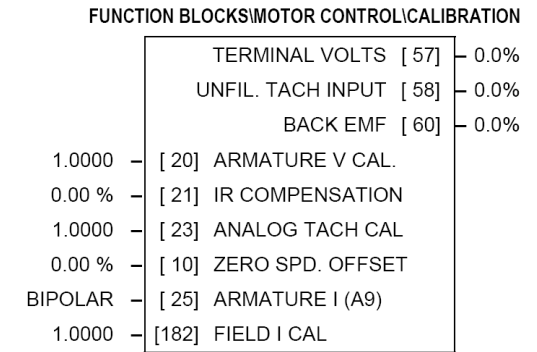 FUNCTION BLOCKS\MOTOR CONTROL\CALIBRATION
TERMINAL VOLTS [ 57] – 0.0%
UNFIL. TACH INPUT [ 58] – 0.0%
BACK EMF [ 60] – 0.0%
1.0000 – [ 20] ARMATURE V CAL.
0.00 % – [ 21] IR COMPENSATION
1.0000 – [ 23] ANALOG TACH CAL
0.00 % – [ 10] ZERO SPD. OFFSET
BIPOLAR – [ 25] ARMATURE I (A9)
1.0000 – [182] FIELD I CAL